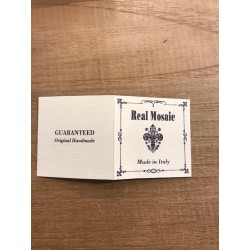 GUARANTEED
Original Handmade
Real Mosaic
Made in Italy